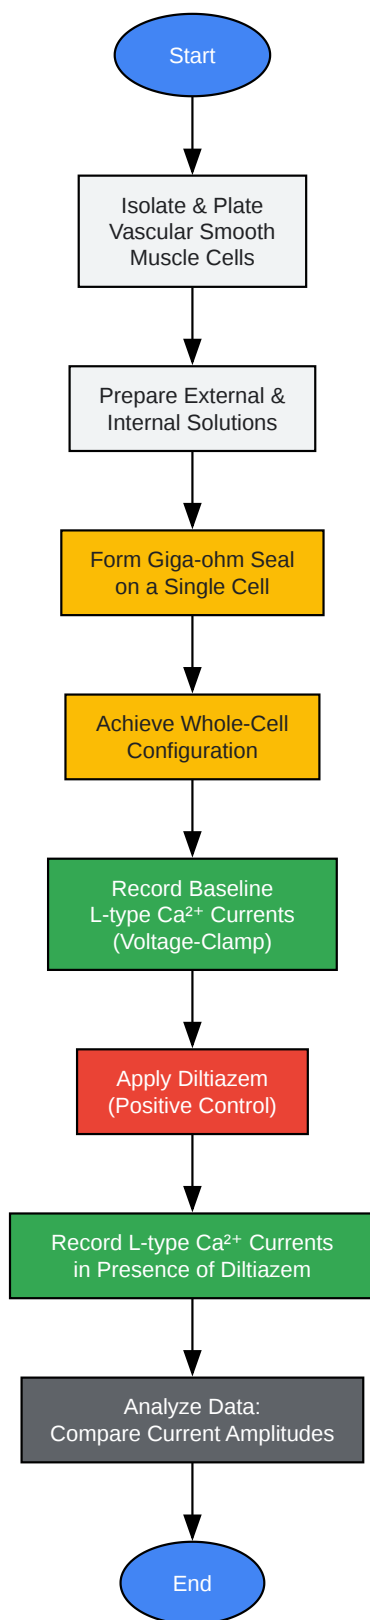 Start
Isolate & Plate
Vascular Smooth
Muscle Cells
Prepare External &
Internal Solutions
Form Giga-ohm Seal
on a Single Cell
Achieve Whole-Cell
Configuration
Record Baseline
L-type Ca²⁺ Currents
(Voltage-Clamp)
Apply Diltiazem
(Positive Control)
Record L-type Ca²⁺ Currents
in Presence of Diltiazem
Analyze Data:
Compare Current Amplitudes
End